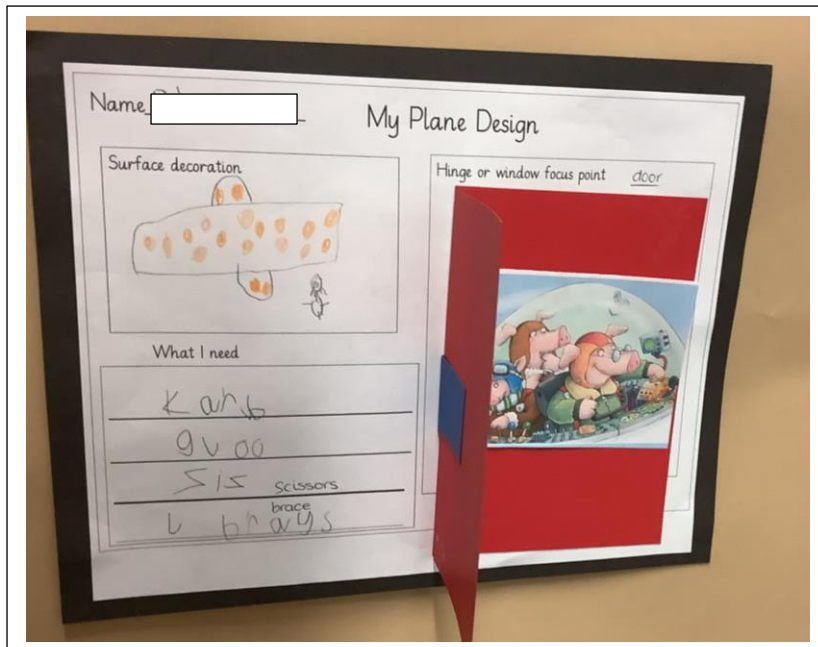 Name
My Plane Design
Surface decoration
Hinge or window focus point door
What I need
Karb
gvoo
Sis scissors
brace
L brays